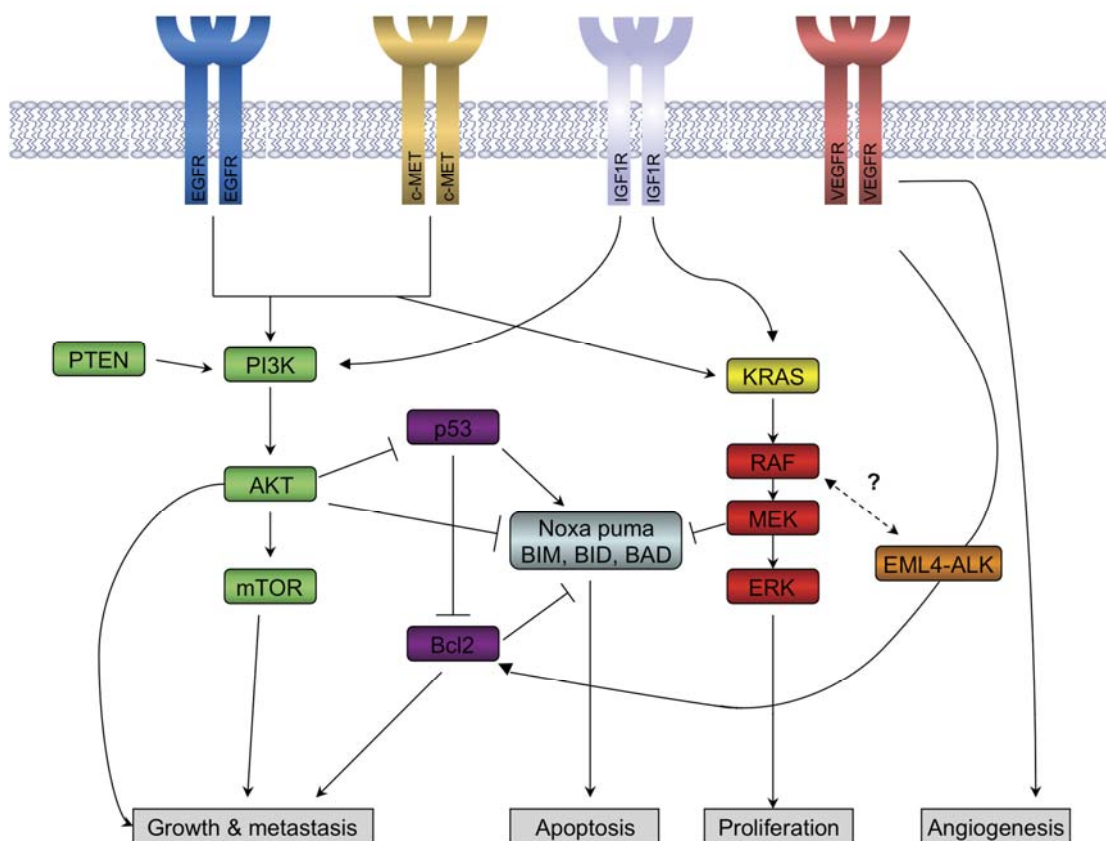 EGFR
EGFR
c-MET
c-MET
IGF1R
IGF1R
VEGFR
VEGFR
PTEN
PI3K
KRAS
p53
RAF
?
AKT
Noxa puma
BIM, BID, BAD
MEK
EML4-ALK
mTOR
ERK
Bcl2
Growth & metastasis
Apoptosis
Proliferation
Angiogenesis